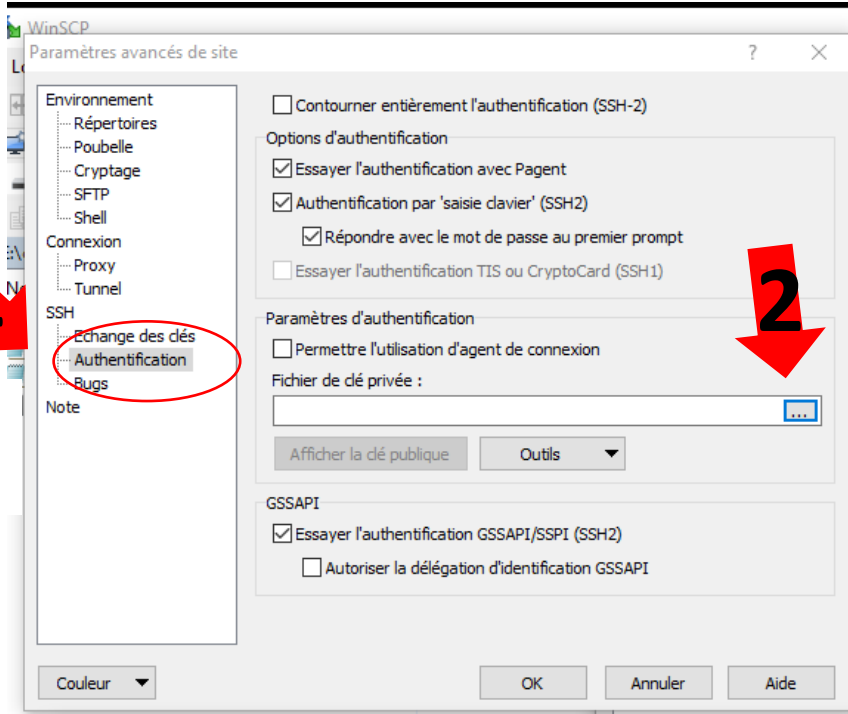 WinSCP
Paramètres avancés de site
Environnement
Répertoires
Poubelle
Cryptage
SFTP
Shell
Connexion
Proxy
Tunnel
SSH
Echange des clés
Authentification
Bugs
Note
Contourner entièrement l'authentification (SSH-2)
Options d'authentification
Essayer l'authentification avec Pagent
Authentification par 'saisie clavier' (SSH2)
Répondre avec le mot de passe au premier prompt
Essayer l'authentification TIS ou CryptoCard (SSH1)
2
Paramètres d'authentification
Permettre l'utilisation d'agent de connexion
Fichier de clé privée :
...
Afficher la clé publique
Outils
GSSAPI
Essayer l'authentification GSSAPI/SSPI (SSH2)
Autoriser la délégation d'identification GSSAPI
Couleur
OK
Annuler
Aide